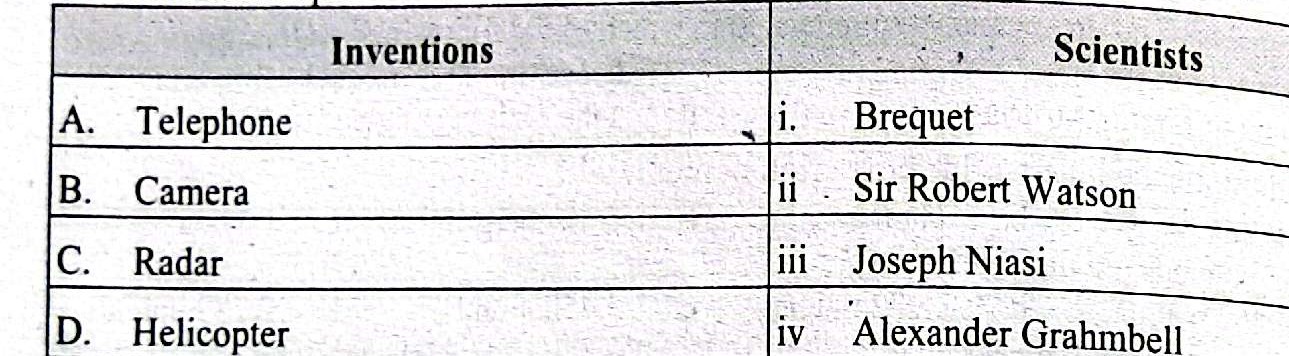 Inventions Scientists
A. Telephone i. Brequet
B. Camera ii Sir Robert Watson
C. Radar iii Joseph Niasi
D. Helicopter iv Alexander Grahmbell